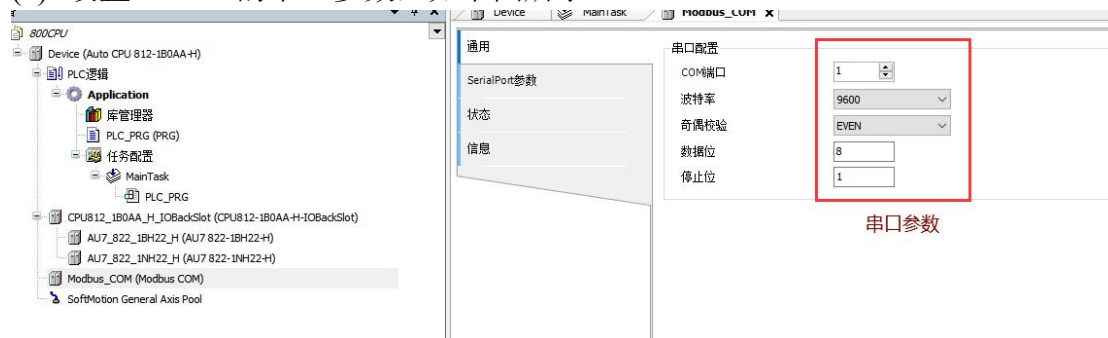 Device
MainTask
Modbus_COM X
800CPU
Device (Auto CPU 812-1B0AA-H)
PLC逻辑
Application
库管理器
PLC_PRG (PRG)
任务配置
MainTask
PLC_PRG
CPU812_1B0AA_H_IOBackSlot (CPU812-1B0AA-H-IOBackSlot)
AU7_822_1BH22_H (AU7 822-1BH22-H)
AU7_822_1NH22_H (AU7 822-1NH22-H)
Modbus_COM (Modbus COM)
SoftMotion General Axis Pool
通用
SerialPort参数
状态
信息
串口配置
COM端口 1
波特率 9600
奇偶校验 EVEN
数据位 8
停止位 1
串口参数